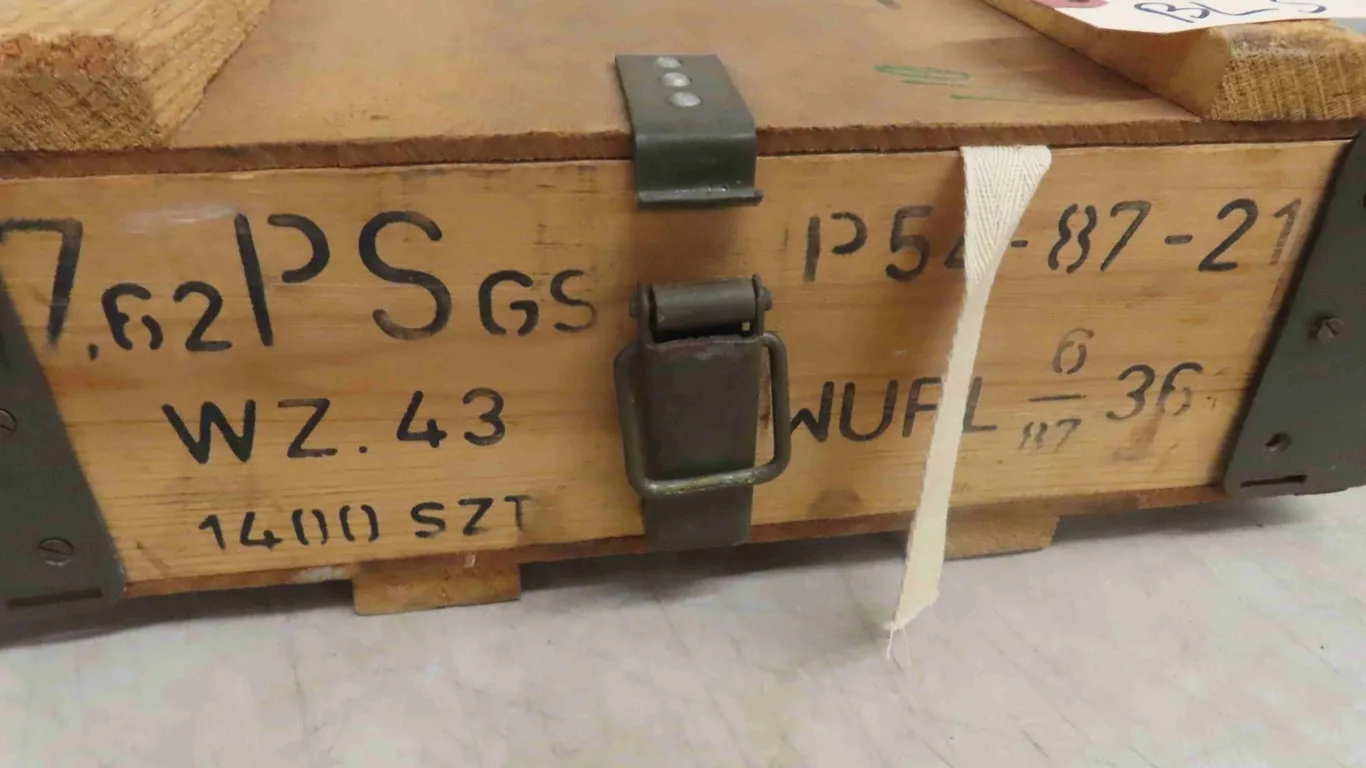 7,62 PS GS
WZ. 43
1400 SZT
P54-87-21
WUFL 6/87 36